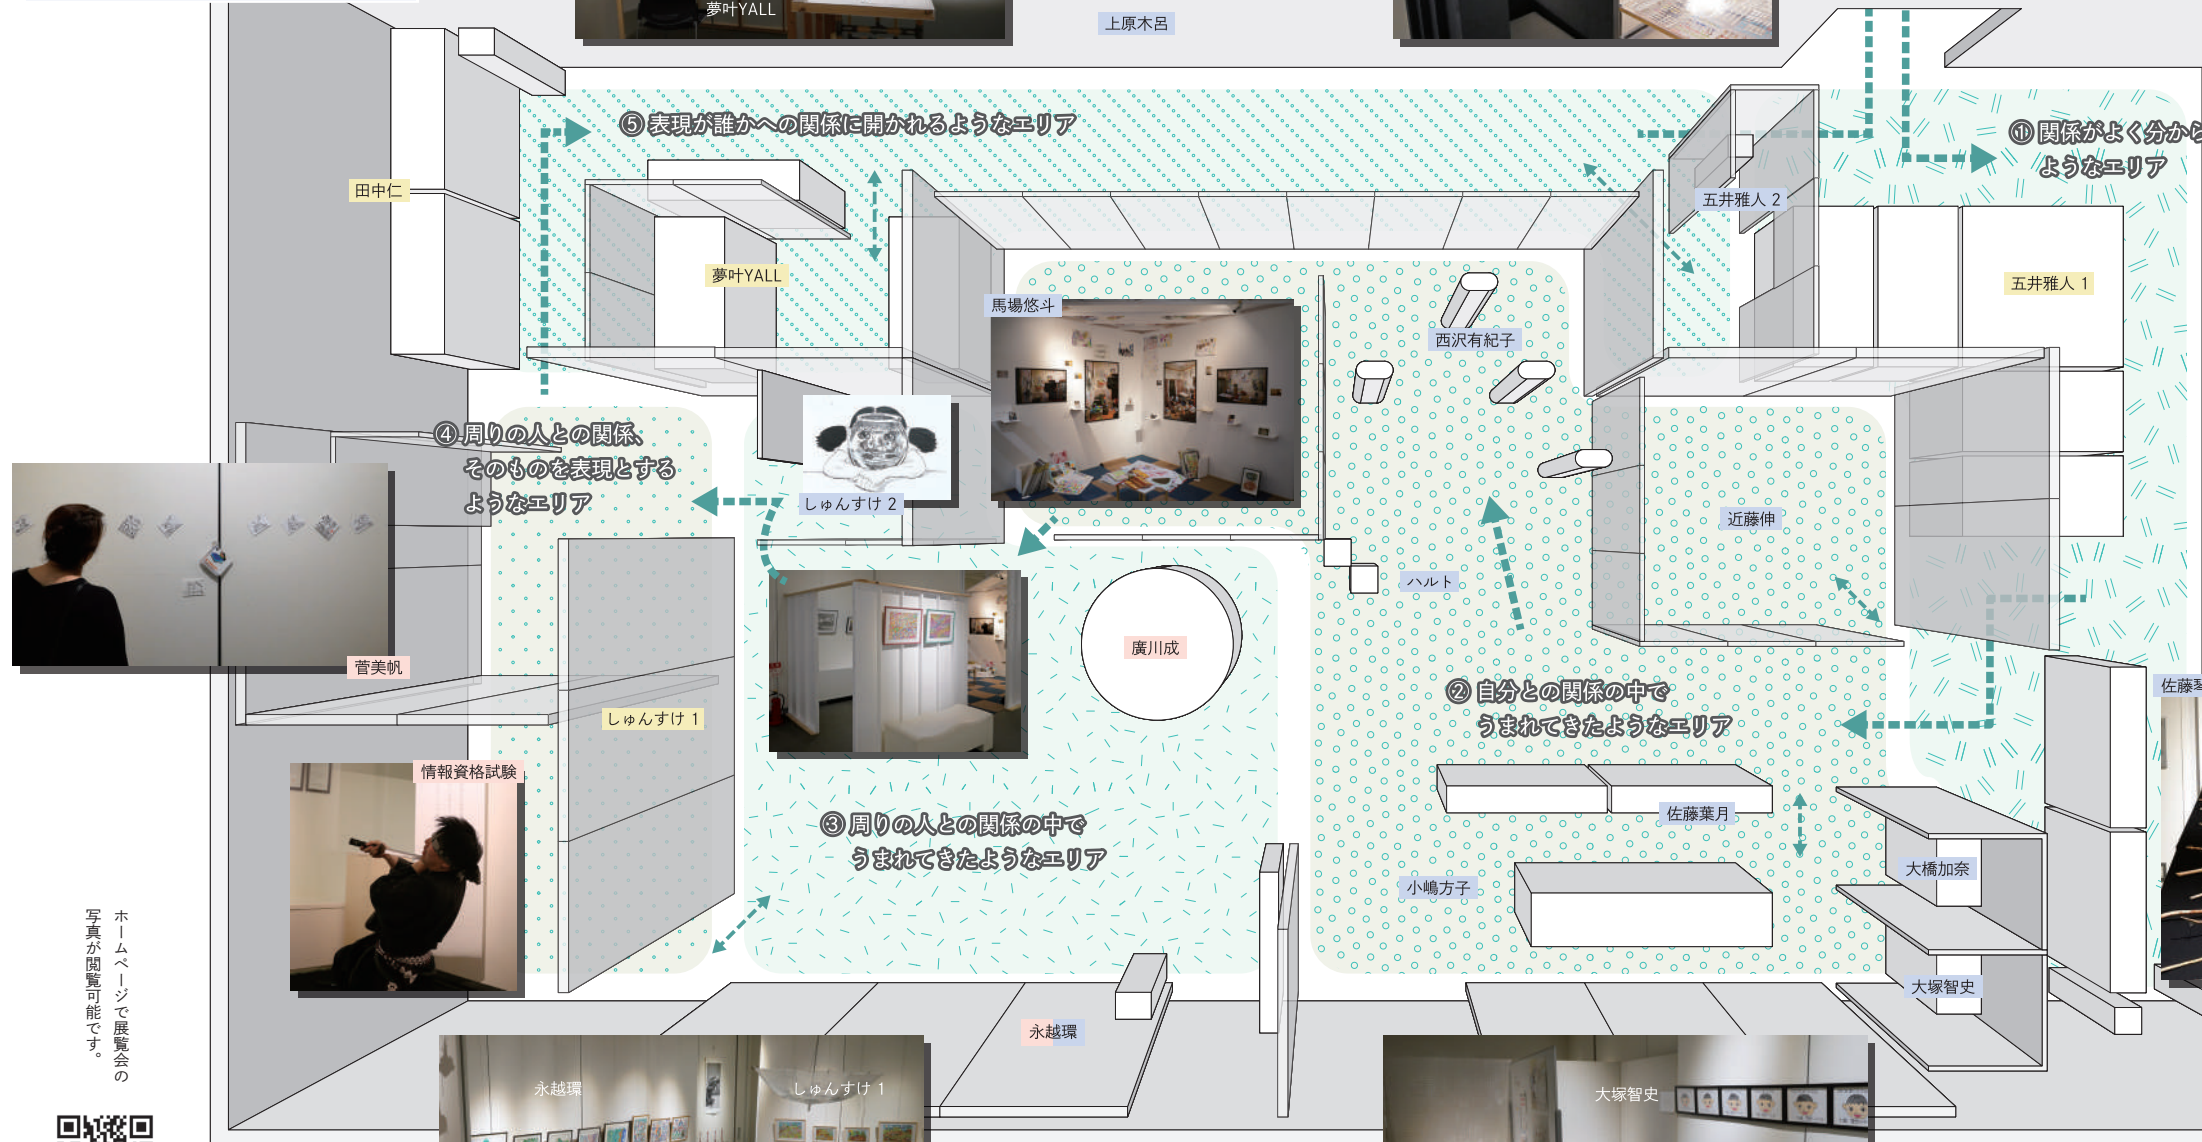 夢叶YALL
上原木呂
⑤ 表現が誰かへの関係に開かれるようなエリア
① 関係がよく分から
ようなエリア
田中仁
五井雅人 2
夢叶YALL
五井雅人 1
馬場悠斗
西沢有紀子
④ 周りの人との関係、
そのものを表現とする
ようなエリア
しゅんすけ 2
近藤伸
ハルト
廣川成
菅美帆
② 自分との関係の中で
うまれてきたようなエリア
佐藤琴
しゅんすけ 1
情報資格試験
佐藤葉月
③ 周りの人との関係の中で
うまれてきたようなエリア
大橋加奈
小嶋方子
大塚智史
永越環
ホームページで展覧会の
写真が閲覧可能です。
永越環
しゅんすけ 1
大塚智史